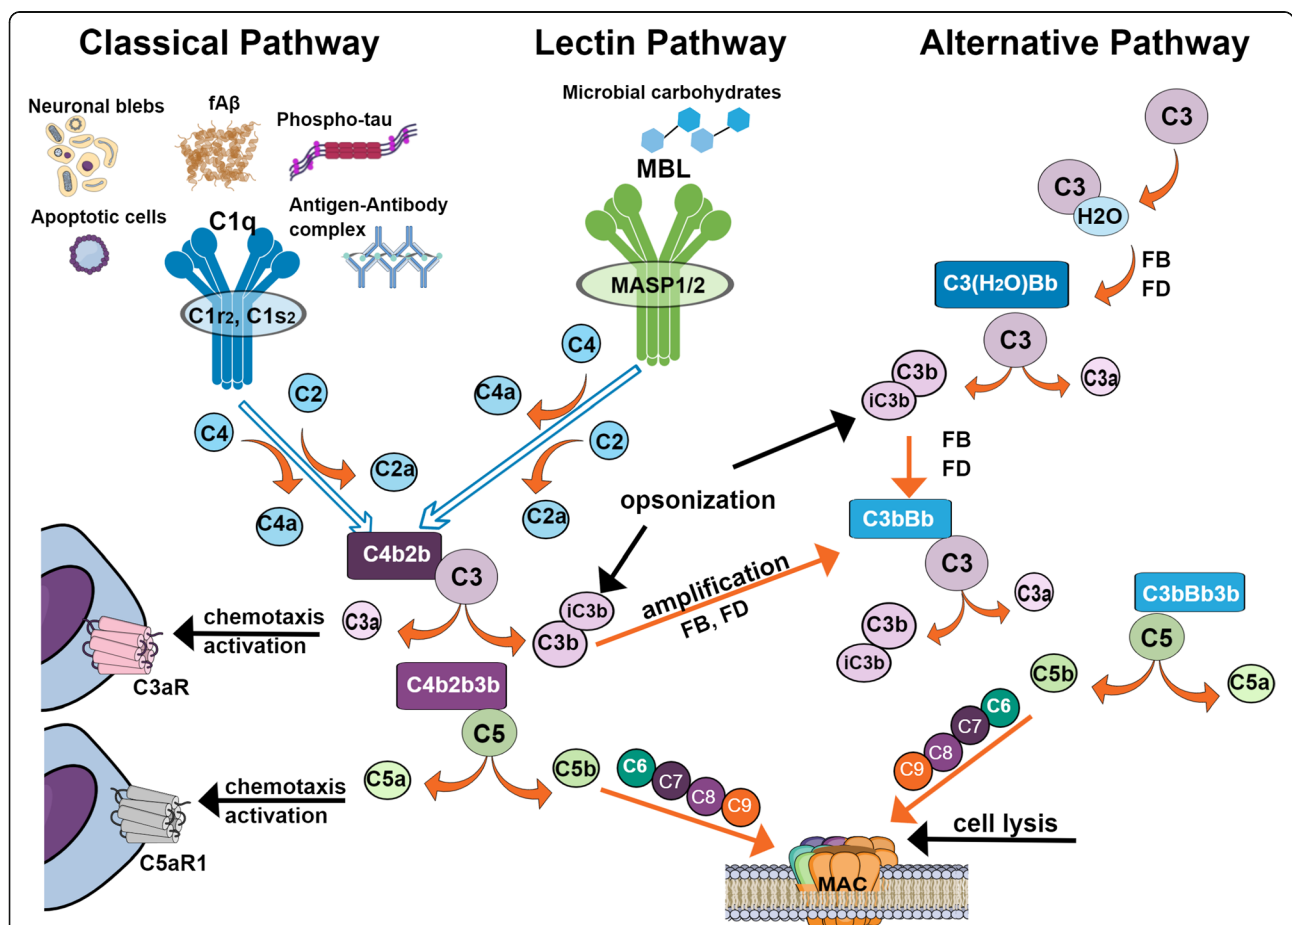 Classical Pathway
Lectin Pathway
Alternative Pathway
Neuronal blebs
fAβ
Phospho-tau
Apoptotic cells
C1q
Antigen-Antibody
complex
C1r2, C1s2
Microbial carbohydrates
MBL
MASP1/2
C3
C3
H2O
FB
FD
C3(H2O)Bb
C3
C3b
iC3b
C3a
FB
FD
C4
C4a
C2
C2a
C2
C4
C2a
C4a
opsonization
C4b2b
C3
C3a
iC3b
C3b
amplification
FB, FD
C3bBb
C3
C3a
C3b
iC3b
C3bBb3b
C5
C5b
C5a
chemotaxis
activation
C3aR
C4b2b3b
C5
C5a
C5b
C6
C7
C8
C9
C6
C7
C8
C9
chemotaxis
activation
C5aR1
cell lysis
MAC